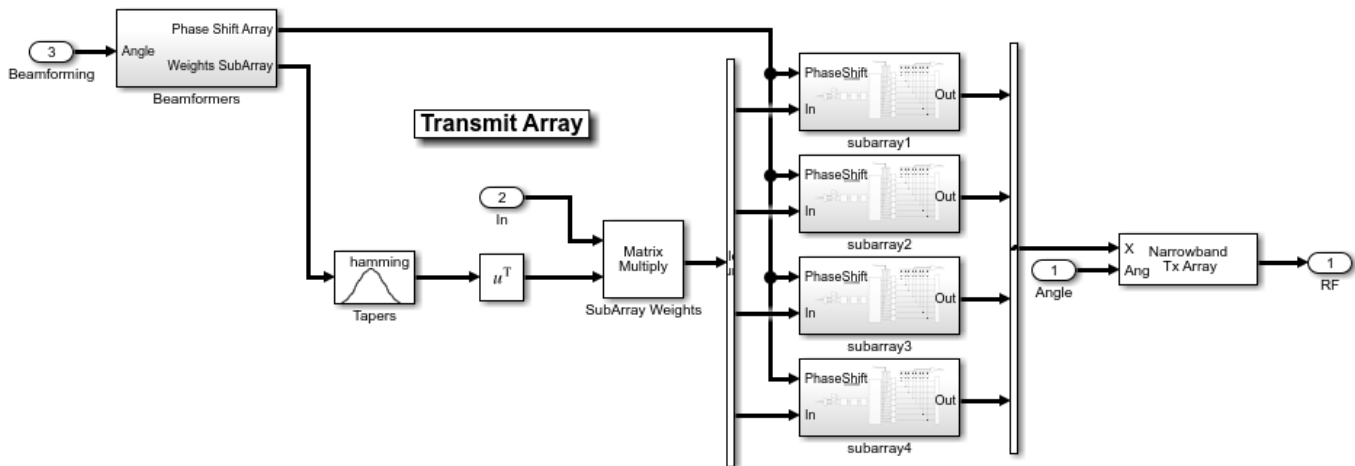 3
Beamforming
Angle
Phase Shift Array
Weights SubArray
Beamformers
Transmit Array
2
In
hamming
Tapers
uᵀ
Matrix
Multiply
SubArray Weights
PhaseShift
In
Out
subarray1
PhaseShift
In
Out
subarray2
PhaseShift
In
Out
subarray3
PhaseShift
In
Out
subarray4
1
Angle
X
Ang
Narrowband
Tx Array
1
RF